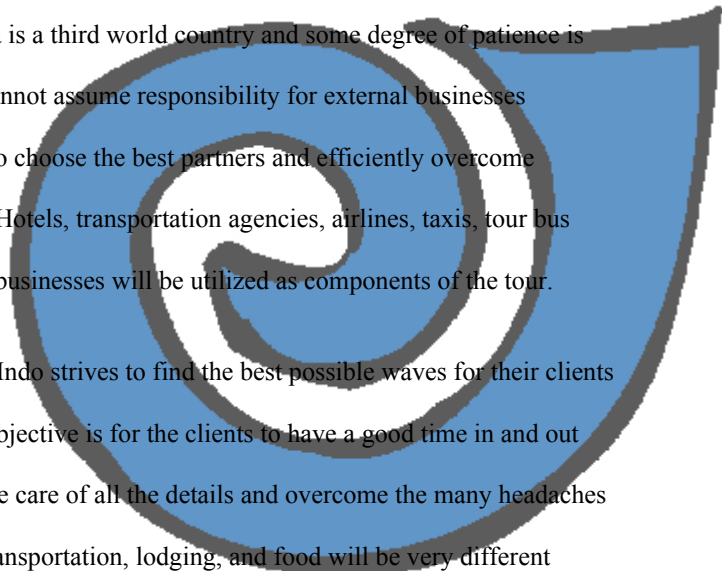 is a third world country and some degree of patience is
annot assume responsibility for external businesses
o choose the best partners and efficiently overcome
Hotels, transportation agencies, airlines, taxis, tour bus
businesses will be utilized as components of the tour.
Indo strives to find the best possible waves for their clients
bjective is for the clients to have a good time in and out
e care of all the details and overcome the many headaches
ansportation, lodging, and food will be very different